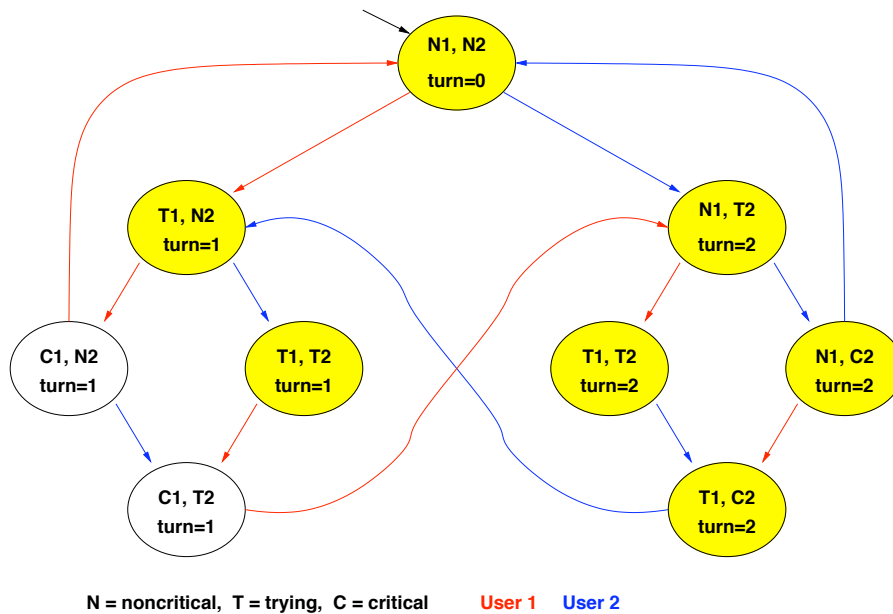 N1, N2
turn=0
T1, N2
turn=1
N1, T2
turn=2
C1, N2
turn=1
T1, T2
turn=1
T1, T2
turn=2
N1, C2
turn=2
C1, T2
turn=1
T1, C2
turn=2
N = noncritical, T = trying, C = critical User 1 User 2